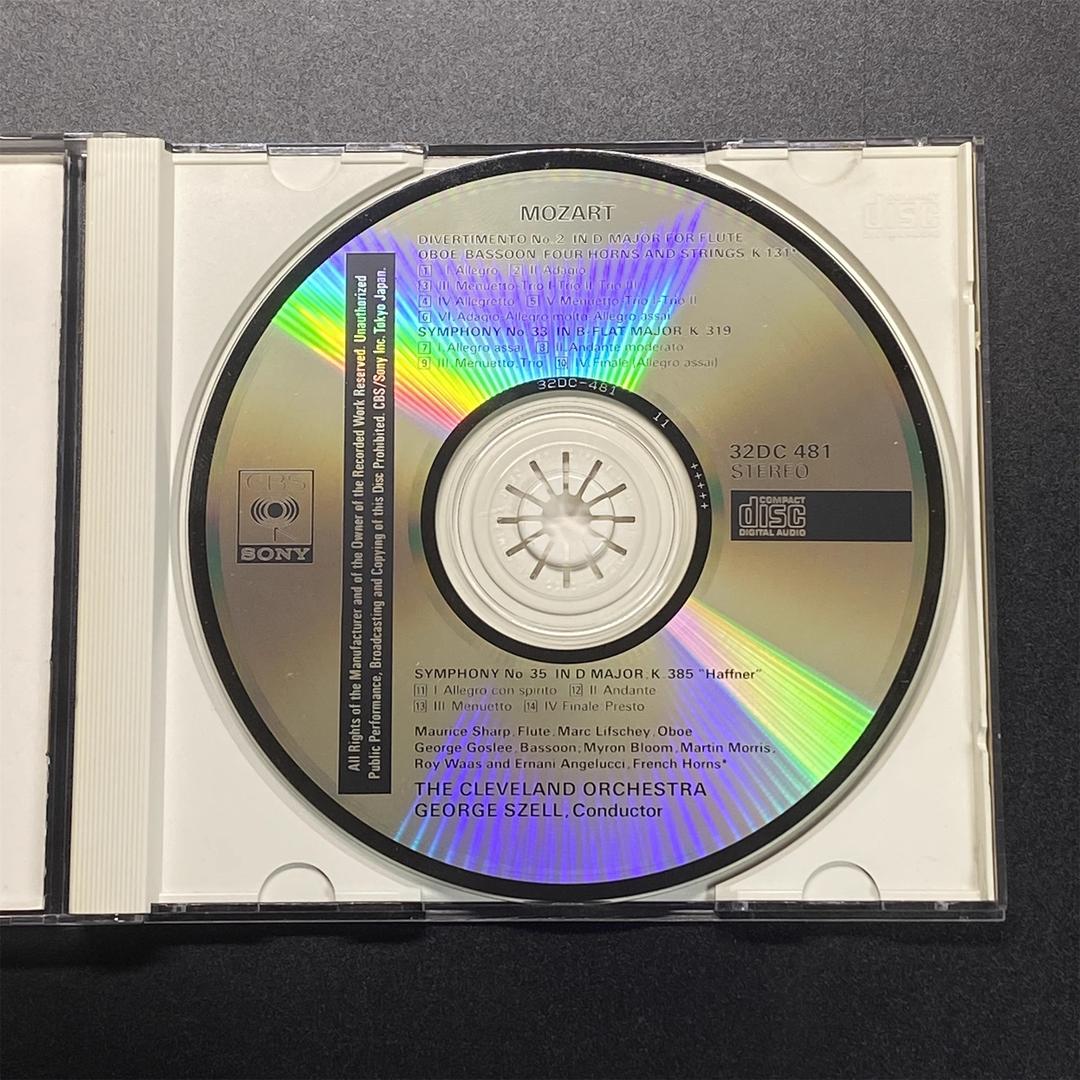 MOZART
DIVERTIMENTO No 2 IN D MAJOR FOR FLUTE
OBOE BASSOON FOUR HORNS AND STRINGS K 131*
1 I Allegro 2 II Adagio
3 III Menuetto-Trio I-Trio II-Trio III
4 IV Allegretto 5 V Menuetto-Trio I-Trio II
6 VI. Adagio-Allegro molto-Allegro assai
SYMPHONY No 33 IN B-FLAT MAJOR K 319
7 I. Allegro assai 8 II. Andante moderato
9 III. Menuetto, Trio 10 IV. Finale (Allegro assai)
32DC-481 11 +++++
All Rights of the Manufacturer and of the Owner of the Recorded Work Reserved. Unauthorized
Public Performance, Broadcasting and Copying of this Disc Prohibited. CBS/Sony Inc. Tokyo Japan.
CBS
SONY
32DC 481
STEREO
COMPACT
disc
DIGITAL AUDIO
SYMPHONY No 35 IN D MAJOR, K 385 "Haffner"
11 I Allegro con spirito 12 II Andante
13 III Menuetto 14 IV Finale Presto
Maurice Sharp, Flute, Marc Lifschey, Oboe
George Goslee, Bassoon; Myron Bloom, Martin Morris,
Roy Waas and Ernani Angelucci, French Horns*
THE CLEVELAND ORCHESTRA
GEORGE SZELL, Conductor
disc